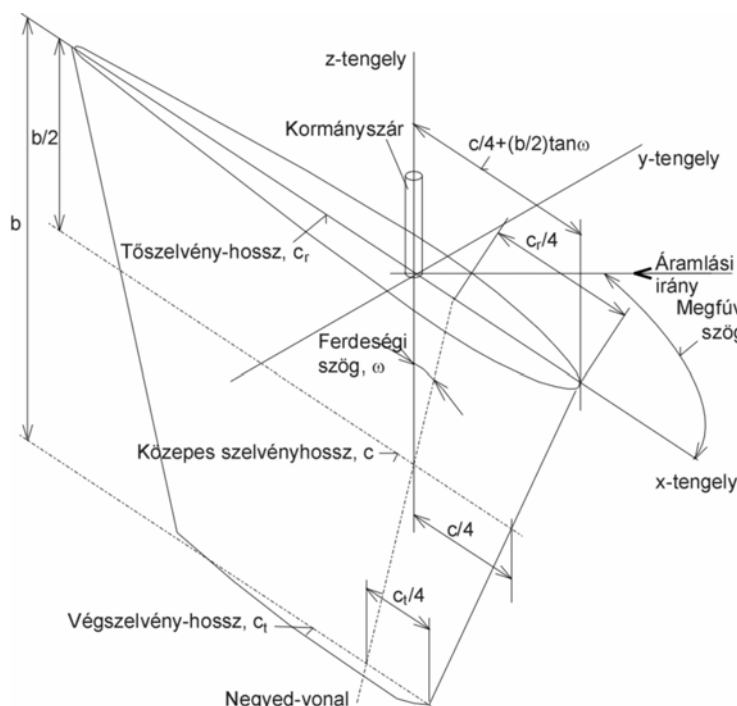 z-tengely
Kormányszár
b/2
c/4+(b/2)tanω
y-tengely
b
Tőszelvény-hossz, cr
cr/4
Áramlási
irány
Megfúv
szög
Ferdeségi
szög, ω
Közepes szelvényhossz, c
x-tengely
c/4
ct/4
Végszelvény-hossz, ct
Negyed-vonal